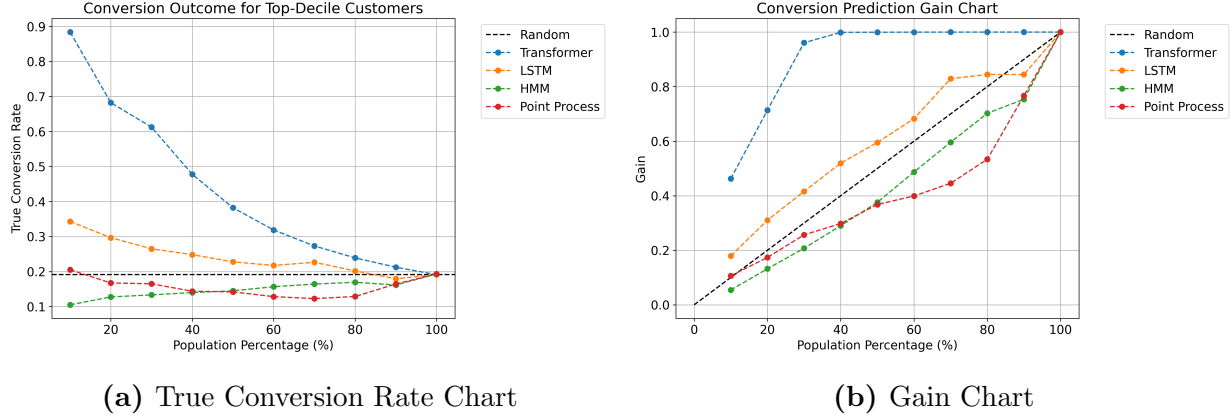 Conversion Outcome for Top-Decile Customers
True Conversion Rate
0.9
0.8
0.7
0.6
0.5
0.4
0.3
0.2
0.1
20
40
60
80
100
Population Percentage (%)
Random
Transformer
LSTM
HMM
Point Process
(a) True Conversion Rate Chart
Conversion Prediction Gain Chart
Gain
1.0
0.8
0.6
0.4
0.2
0.0
0
20
40
60
80
100
Population Percentage (%)
Random
Transformer
LSTM
HMM
Point Process
(b) Gain Chart